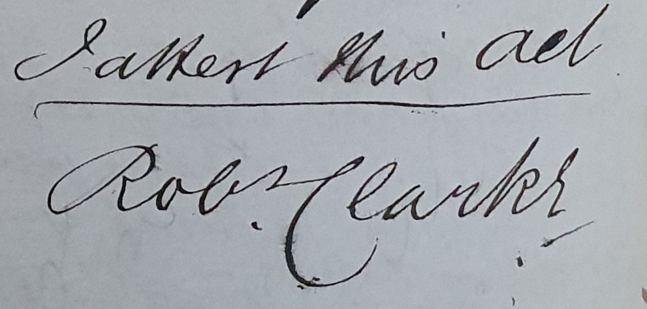 I attest this act
Robt. Clarke